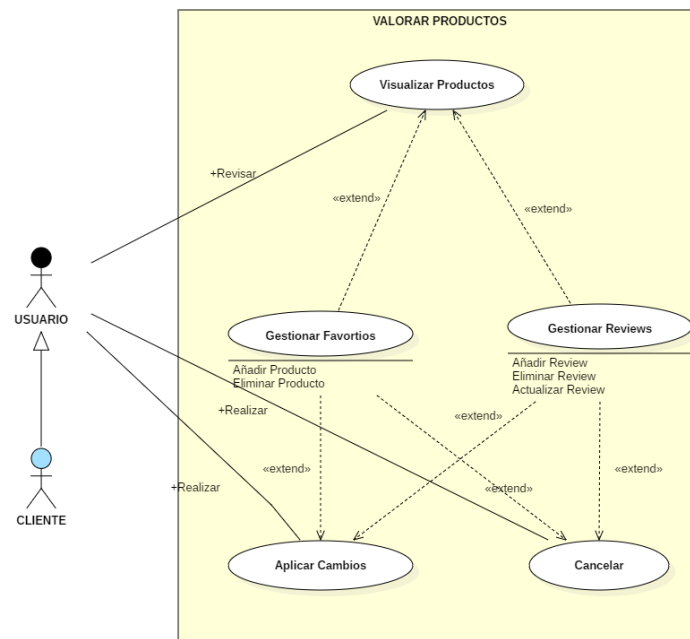 VALORAR PRODUCTOS
Visualizar Productos
+Revisar
«extend»
«extend»
USUARIO
Gestionar Favortios
Gestionar Reviews
Añadir Producto
Eliminar Producto
Añadir Review
Eliminar Review
Actualizar Review
+Realizar
«extend»
«extend»
«extend»
«extend»
+Realizar
CLIENTE
Aplicar Cambios
Cancelar